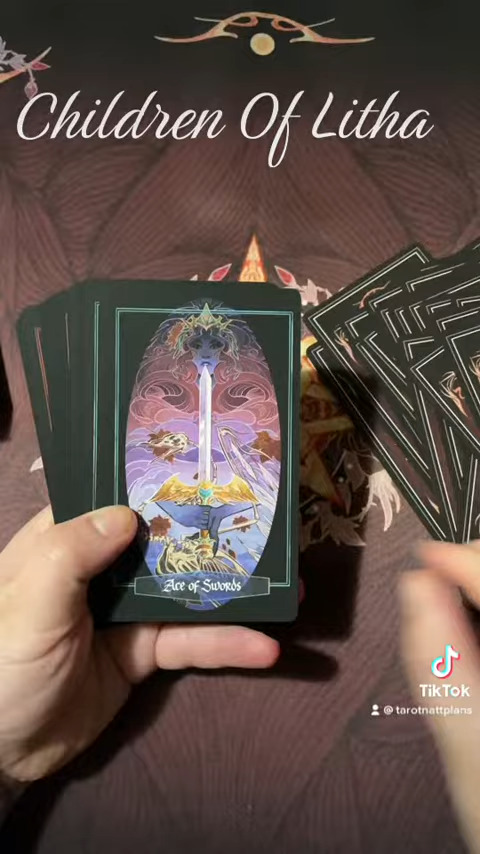 Children Of Litha
Ace of Swords
TikTok
@ tarotnattplans